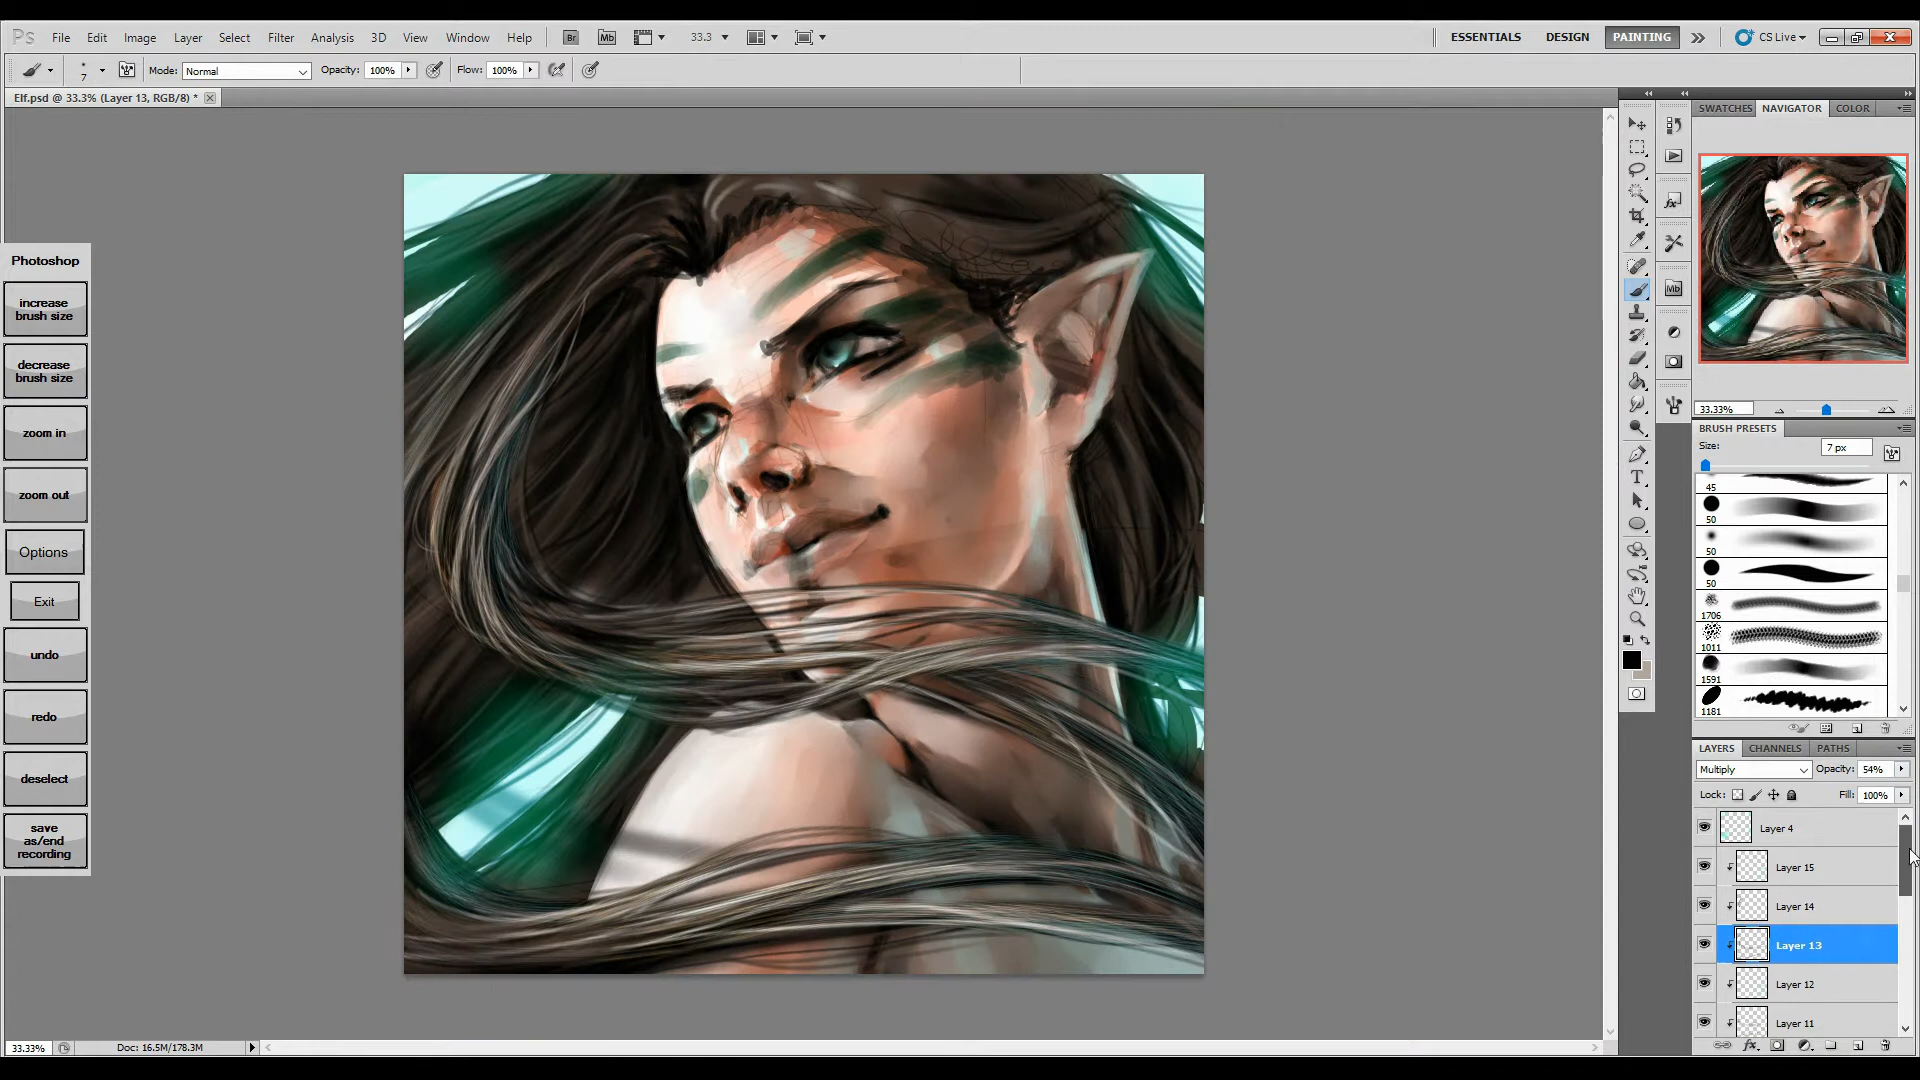 Ps File Edit Image Layer Select Filter Analysis 3D View Window Help Br Mb 33.3 ESSENTIALS DESIGN PAINTING CS Live
7 Mode: Normal Opacity: 100% Flow: 100%
Elf.psd @ 33.3% (Layer 13, RGB/8) *
SWATCHES NAVIGATOR COLOR
Photoshop
increase
brush size
decrease
brush size
zoom in
zoom out
Options
Exit
undo
redo
deselect
save
as/end
recording
Mb
33.33%
BRUSH PRESETS
Size: 7 px
45
50
50
50
1706
1011
1591
1181
LAYERS CHANNELS PATHS
Multiply Opacity: 54%
Lock: Fill: 100%
Layer 4
Layer 15
Layer 14
Layer 13
Layer 12
Layer 11
33.33% Doc: 16.5M/178.3M